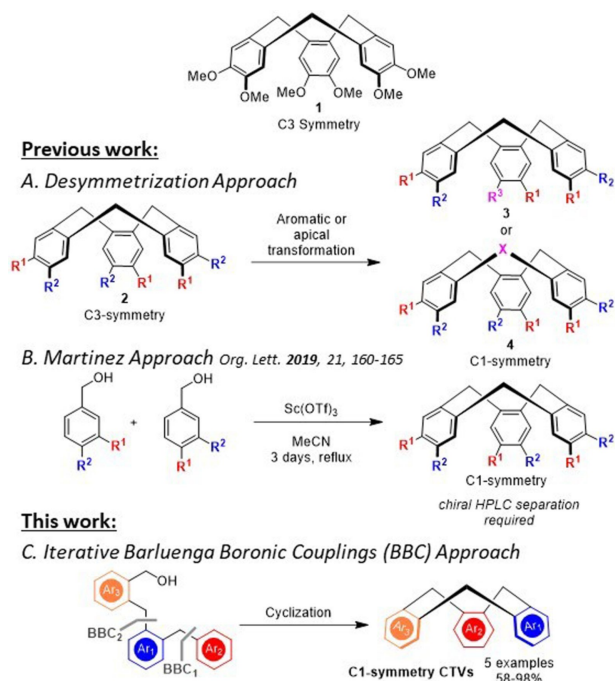 MeO
OMe
OMe
MeO
OMe
OMe
1
C3 Symmetry
Previous work:
A. Desymmetrization Approach
R¹
R²
R²
R¹
R¹
R²
2
C3-symmetry
Aromatic or
apical
transformation
R¹
R²
R³
R¹
R¹
R²
3
or
X
R¹
R²
R²
R¹
R¹
R²
4
C1-symmetry
B. Martinez Approach Org. Lett. 2019, 21, 160-165
OH
R¹
R²
+
OH
R²
R¹
Sc(OTf)3
MeCN
3 days, reflux
R¹
R²
R¹
R²
R¹
R²
C1-symmetry
chiral HPLC separation
required
This work:
C. Iterative Barluenga Boronic Couplings (BBC) Approach
Ar3
OH
BBC2
Ar1
BBC1
Ar2
Cyclization
Ar3
Ar2
Ar1
C1-symmetry CTVs
5 examples
58-98%